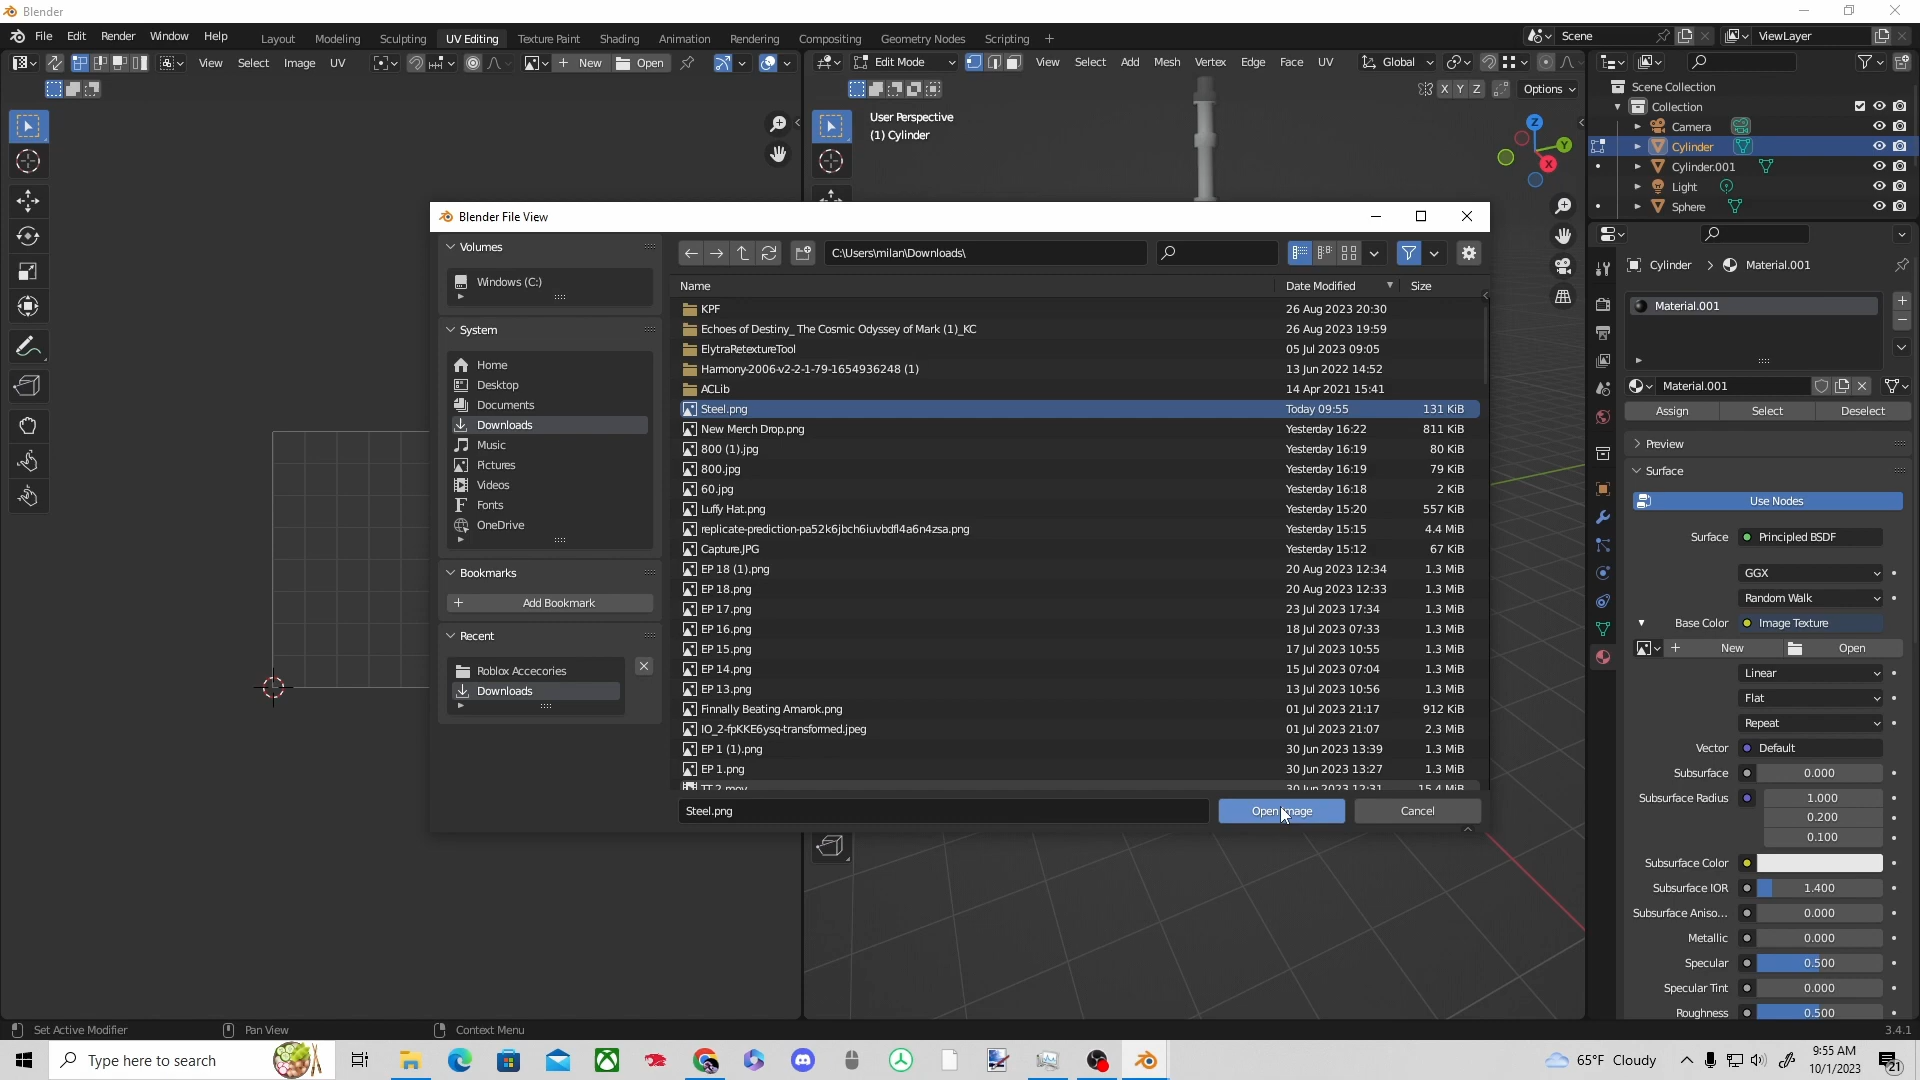 Blender
File Edit Render Window Help
Layout Modeling Sculpting UV Editing Texture Paint Shading Animation Rendering Compositing Geometry Nodes Scripting +
Scene
ViewLayer
View Select Image UV
New
Open
Edit Mode
View Select Add Mesh Vertex Edge Face UV
Global
X Y Z
Options
User Perspective
(1) Cylinder
Z
Y
X
Scene Collection
Collection
Camera
Cylinder
Cylinder.001
Light
Sphere
Blender File View
Volumes
Windows (C:)
System
Home
Desktop
Documents
Downloads
Music
Pictures
Videos
Fonts
OneDrive
Bookmarks
Add Bookmark
Recent
Roblox Accecories
Downloads
C:\Users\milan\Downloads\
Name Date Modified Size
KPF 26 Aug 2023 20:30
Echoes of Destiny_ The Cosmic Odyssey of Mark (1)_KC 26 Aug 2023 19:59
ElytraRetextureTool 05 Jul 2023 09:05
Harmony-2006-v2-2-1-79-1654936248 (1) 13 Jun 2022 14:52
ACLib 14 Apr 2021 15:41
Steel.png Today 09:55 131 KiB
New Merch Drop.png Yesterday 16:22 811 KiB
800 (1).jpg Yesterday 16:19 80 KiB
800.jpg Yesterday 16:19 79 KiB
60.jpg Yesterday 16:18 2 KiB
Luffy Hat.png Yesterday 15:20 557 KiB
replicate-prediction-pa52k6jbch6iuvbdfl4a6n4zsa.png Yesterday 15:15 4.4 MiB
Capture.JPG Yesterday 15:12 67 KiB
EP 18 (1).png 20 Aug 2023 12:34 1.3 MiB
EP 18.png 20 Aug 2023 12:33 1.3 MiB
EP 17.png 23 Jul 2023 17:34 1.3 MiB
EP 16.png 18 Jul 2023 07:33 1.3 MiB
EP 15.png 17 Jul 2023 10:55 1.3 MiB
EP 14.png 15 Jul 2023 07:04 1.3 MiB
EP 13.png 13 Jul 2023 10:56 1.3 MiB
Finnally Beating Amarok.png 01 Jul 2023 21:17 912 KiB
IO_2-fpKKE6ysq-transformed.jpeg 01 Jul 2023 21:07 2.3 MiB
EP 1 (1).png 30 Jun 2023 13:39 1.3 MiB
EP 1.png 30 Jun 2023 13:27 1.3 MiB
TT 2.mov 30 Jun 2023 12:31 15.4 MiB
Steel.png
Open Image
Cancel
Cylinder > Material.001
Material.001
Material.001
Assign Select Deselect
Preview
Surface
Use Nodes
Surface Principled BSDF
GGX
Random Walk
Base Color Image Texture
New Open
Linear
Flat
Repeat
Vector Default
Subsurface 0.000
Subsurface Radius 1.000
0.200
0.100
Subsurface Color
Subsurface IOR 1.400
Subsurface Aniso... 0.000
Metallic 0.000
Specular 0.500
Specular Tint 0.000
Roughness 0.500
Set Active Modifier
Pan View
Context Menu
3.4.1
Type here to search
65°F Cloudy
9:55 AM
10/1/2023
21